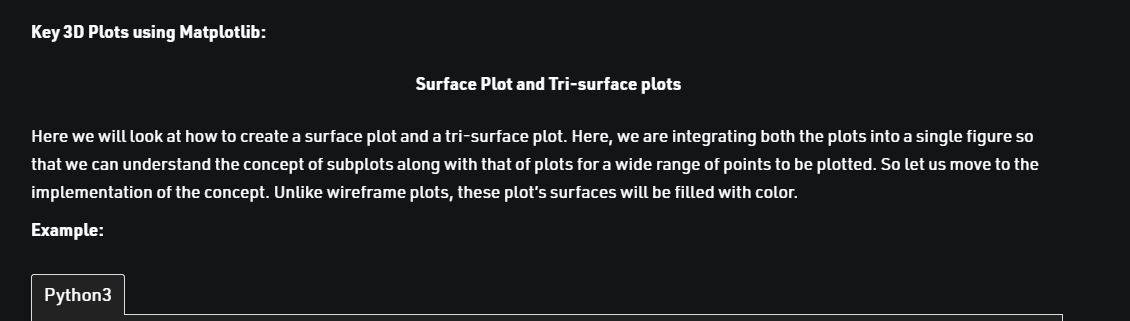 Key 3D Plots using Matplotlib:
Surface Plot and Tri-surface plots
Here we will look at how to create a surface plot and a tri-surface plot. Here, we are integrating both the plots into a single figure so
that we can understand the concept of subplots along with that of plots for a wide range of points to be plotted. So let us move to the
implementation of the concept. Unlike wireframe plots, these plot's surfaces will be filled with color.
Example:
Python3